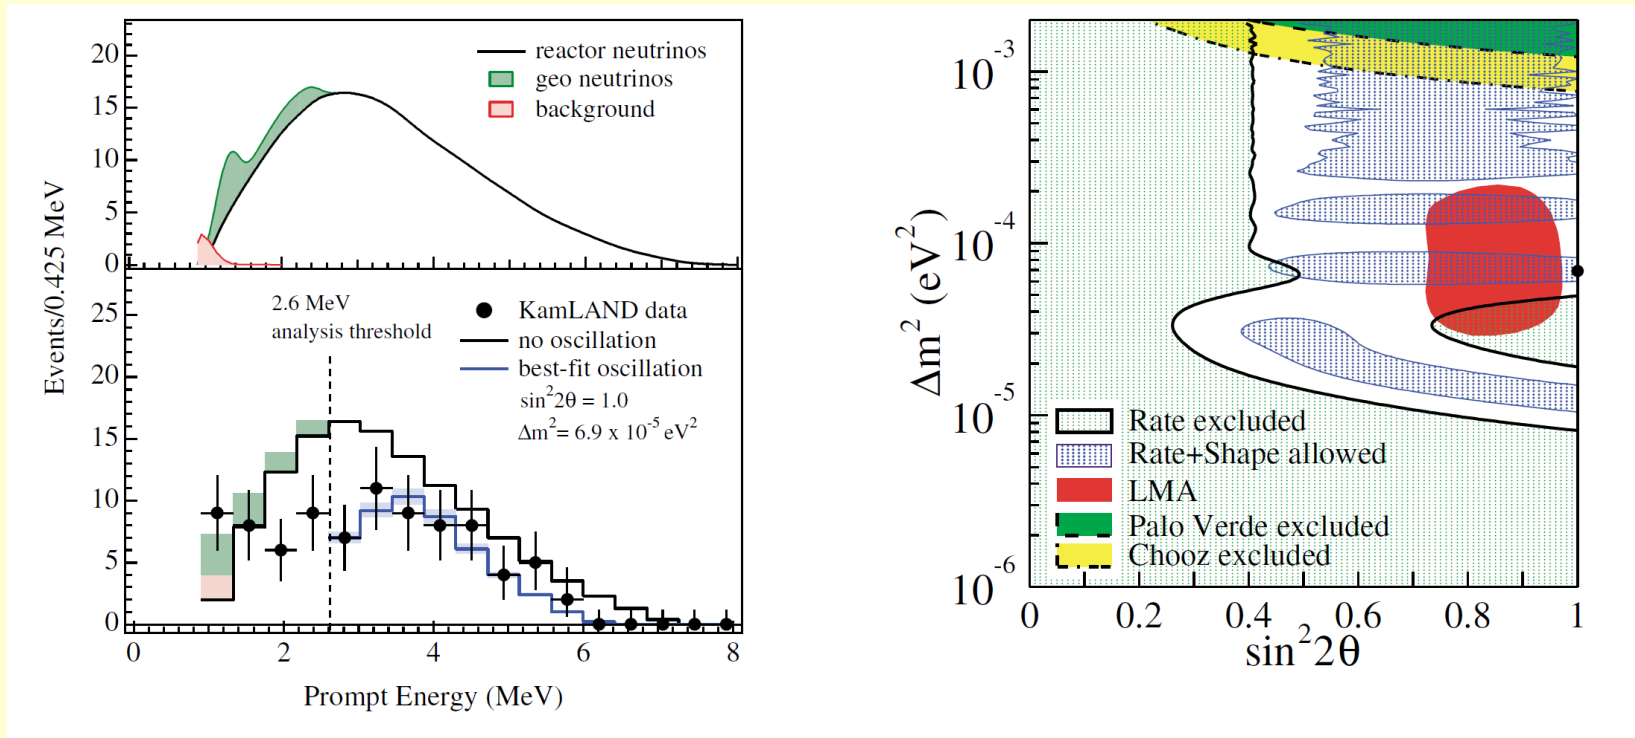 Events/0.425 MeV
20
15
10
5
0
reactor neutrinos
geo neutrinos
background
25
20
15
10
5
0
2.6 MeV
analysis threshold
KamLAND data
no oscillation
best-fit oscillation
sin²2θ = 1.0
Δm²= 6.9 x 10⁻⁵ eV²
0 2 4 6 8
Prompt Energy (MeV)
Δm² (eV²)
10⁻³
10⁻⁴
10⁻⁵
10⁻⁶
Rate excluded
Rate+Shape allowed
LMA
Palo Verde excluded
Chooz excluded
0 0.2 0.4 0.6 0.8 1
sin²2θ